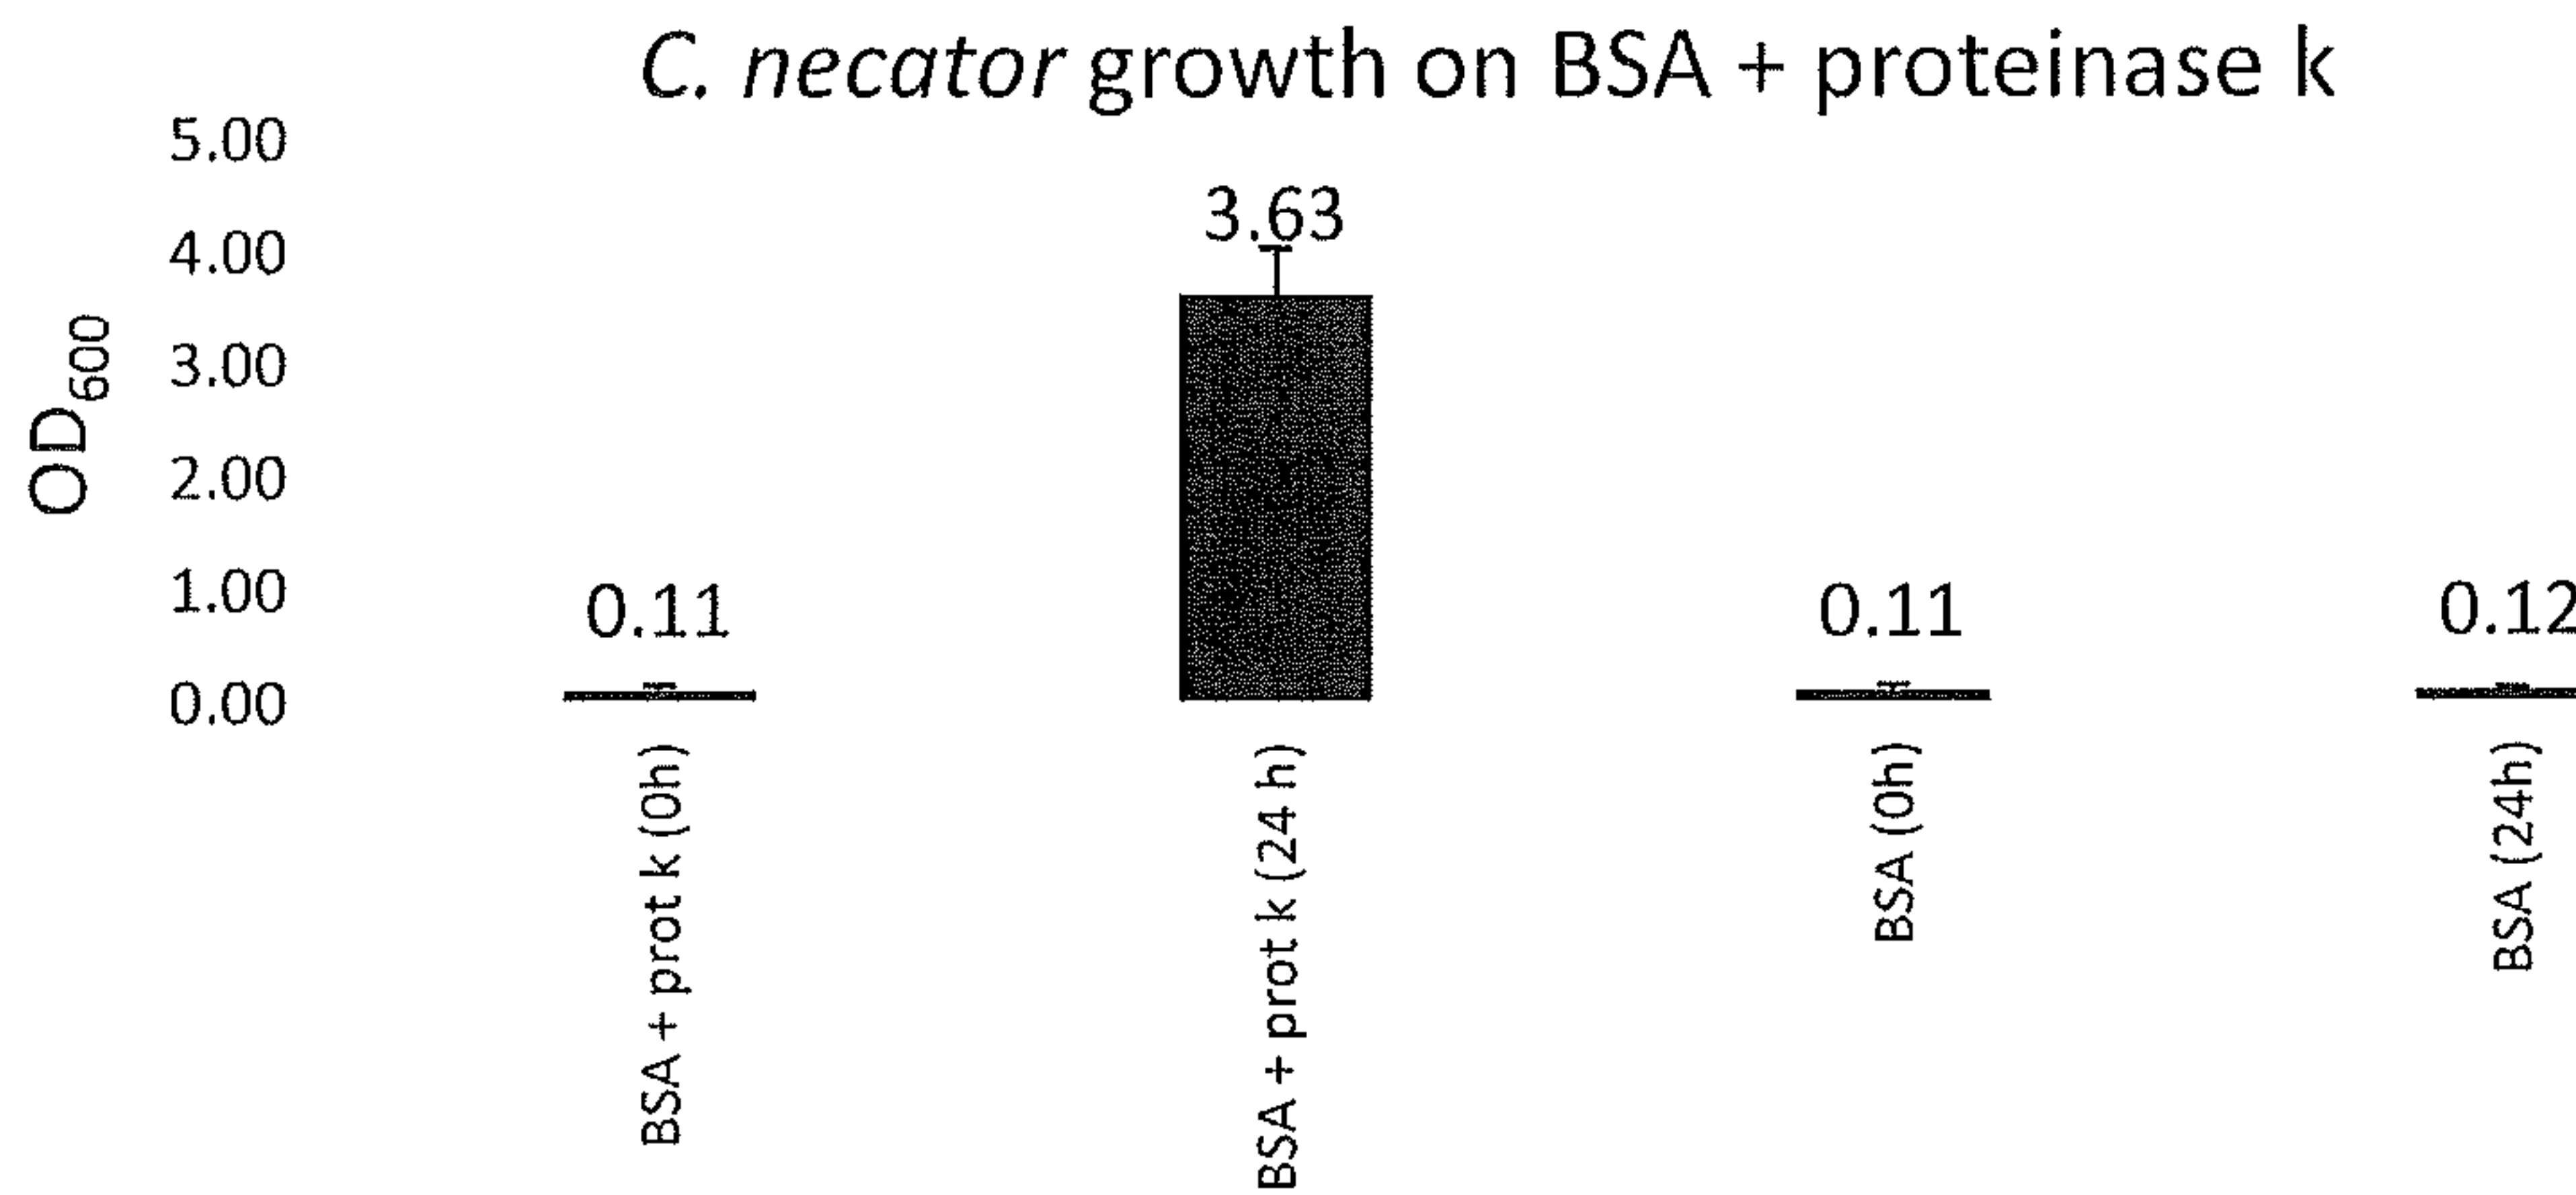 C. necator growth on BSA + proteinase k
5.00
4.00
3.00
2.00
1.00
0.00
OD600
0.11
3.63
0.11
0.12
BSA + prot k (0h)
BSA + prot k (24 h)
BSA (0h)
BSA (24h)